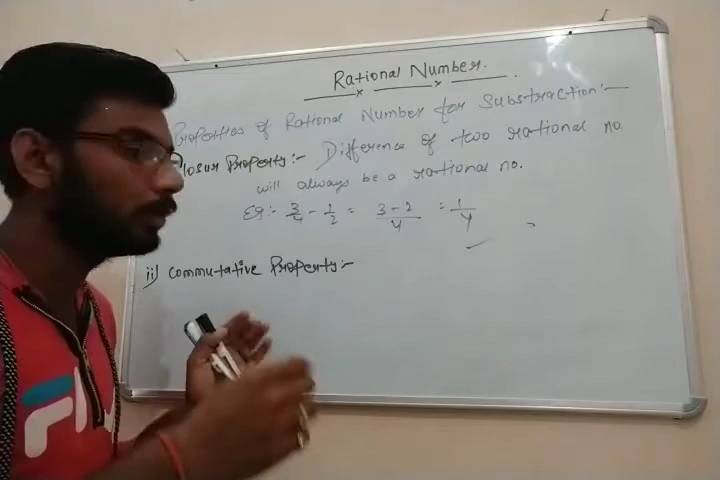 Rational Number.
Properties of Rational Number for Substraction:-
Closur Property:- Difference of two rational no.
will always be a rational no.
Eg:- 3/4 - 1/2 = 3-2/4 = 1/4
ii) Commutative Property:-